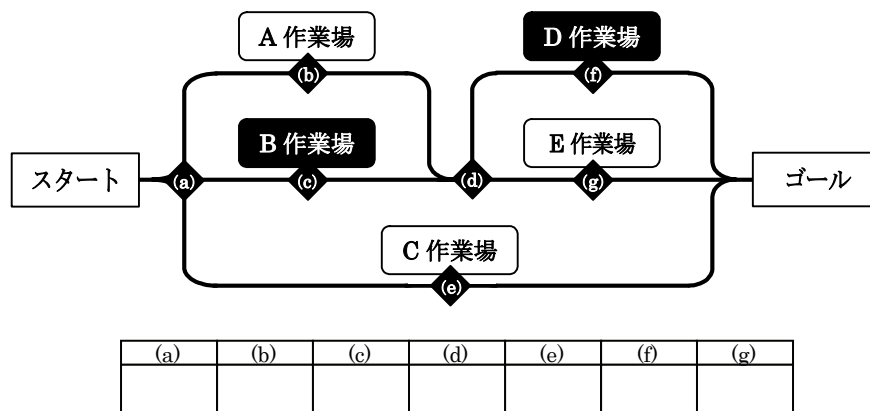 A 作業場
D 作業場
(b)
(f)
B 作業場
E 作業場
スタート
(a)
(c)
(d)
(g)
ゴール
C 作業場
(e)
(a) (b) (c) (d) (e) (f) (g)